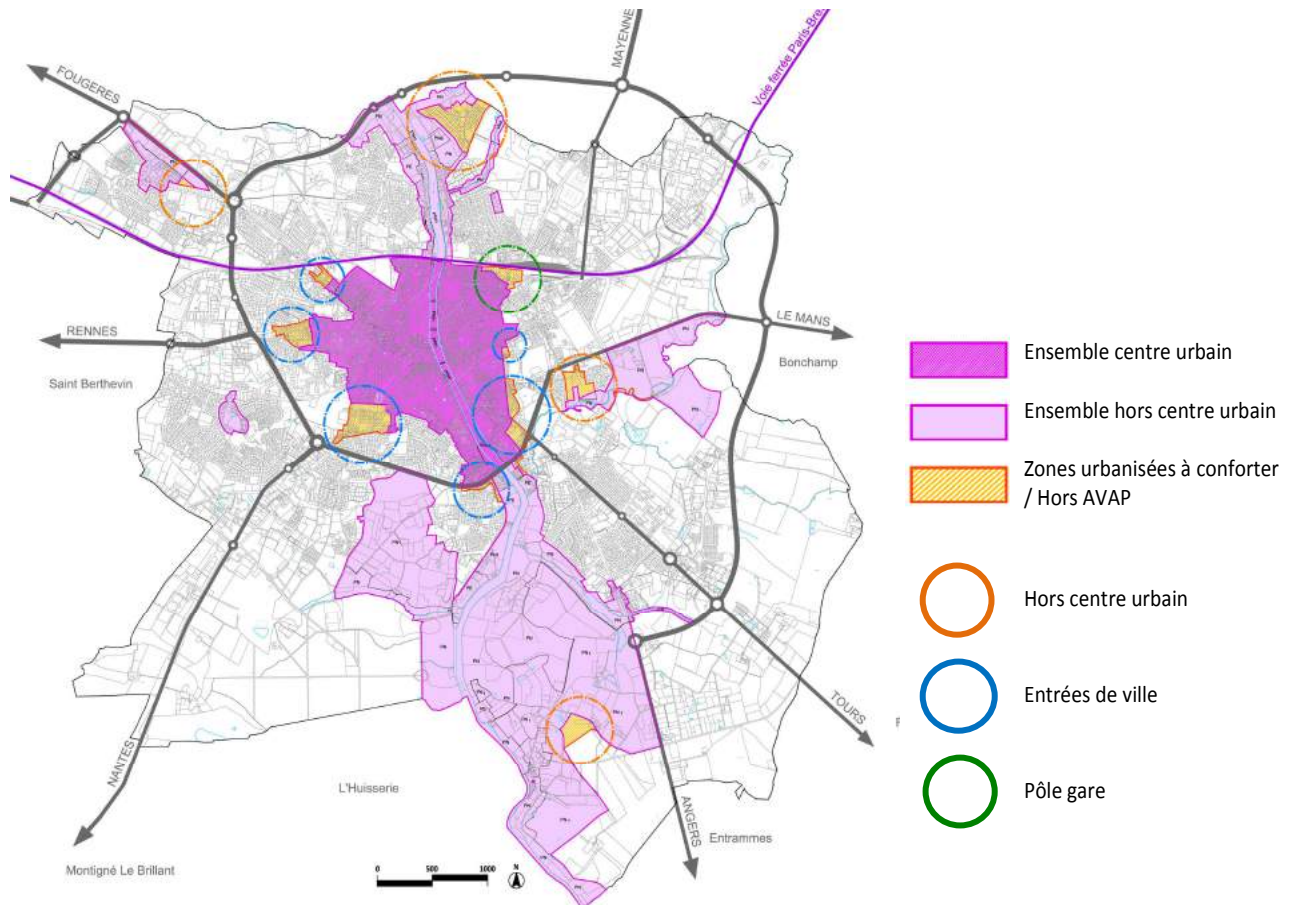 MAYENNE
Voie ferrée Paris-Bre
FOUGERES
RENNES
Saint Berthevin
LE MANS
Bonchamp
NANTES
TOURS
L'Huisserie
ANGERS
Entrammes
Montigné Le Brillant
0 500 1000
N
Ensemble centre urbain
Ensemble hors centre urbain
Zones urbanisées à conforter
/ Hors AVAP
Hors centre urbain
Entrées de ville
Pôle gare